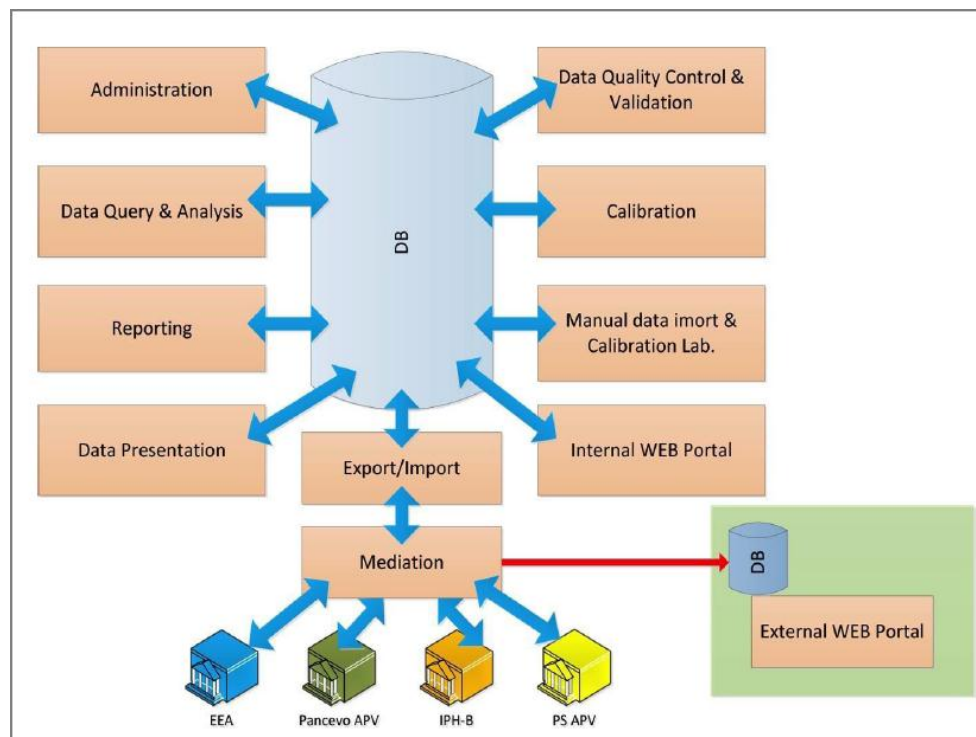 Administration
Data Quality Control &
Validation
Data Query & Analysis
DB
Calibration
Reporting
Manual data imort &
Calibration Lab.
Data Presentation
Export/Import
Internal WEB Portal
Mediation
DB
External WEB Portal
EEA
Pancevo APV
IPH-B
PS APV